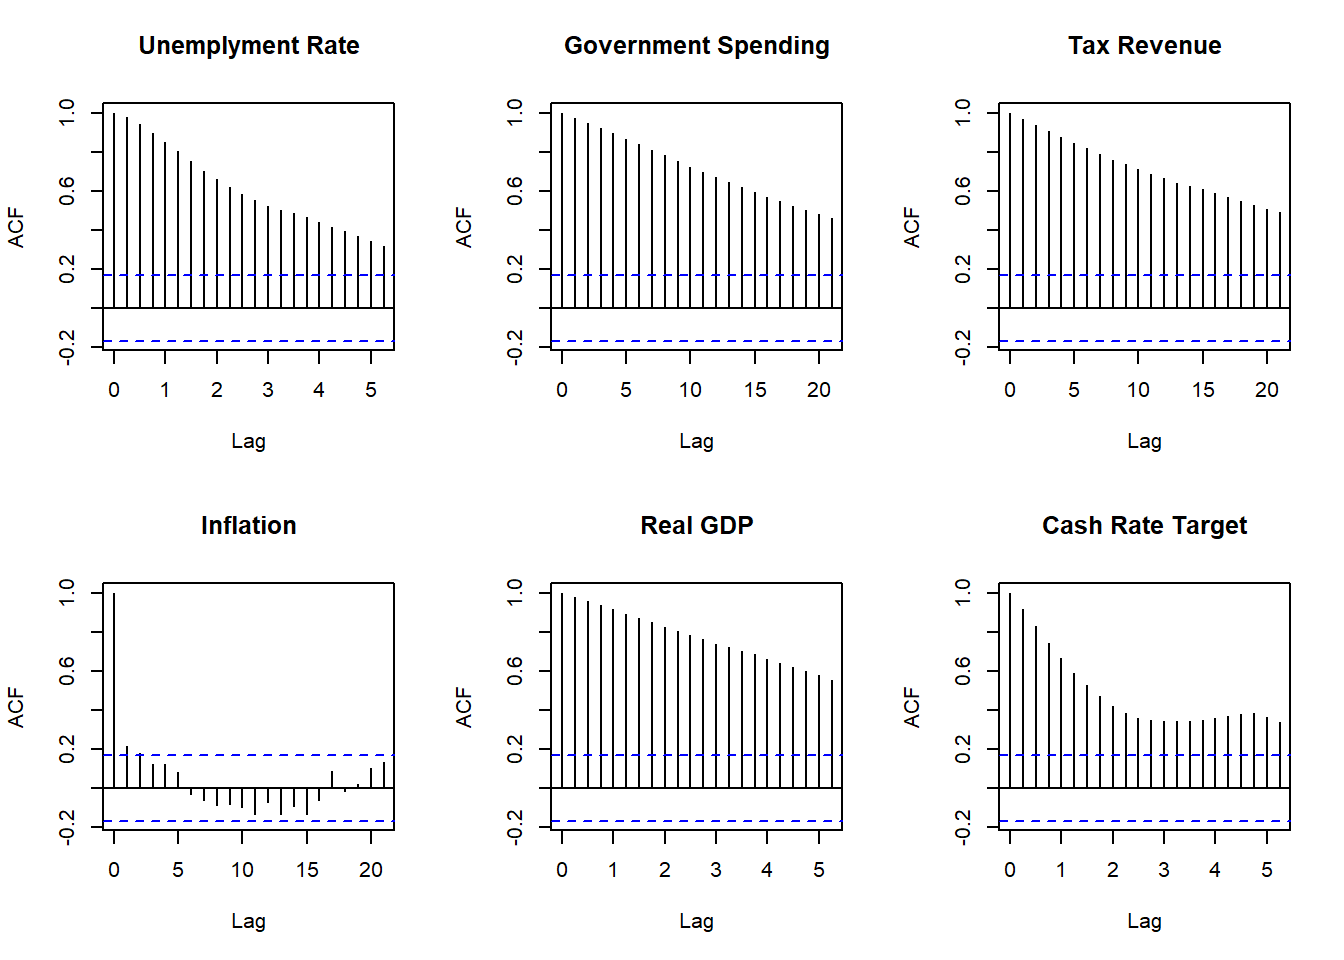 Unemplyment Rate
Government Spending
Tax Revenue
ACF
1.0
0.6
0.2
-0.2
0 1 2 3 4 5
Lag
ACF
1.0
0.6
0.2
-0.2
0 5 10 15 20
Lag
ACF
1.0
0.6
0.2
-0.2
0 5 10 15 20
Lag
Inflation
Real GDP
Cash Rate Target
ACF
1.0
0.6
0.2
-0.2
0 5 10 15 20
Lag
ACF
1.0
0.6
0.2
-0.2
0 1 2 3 4 5
Lag
ACF
1.0
0.6
0.2
-0.2
0 1 2 3 4 5
Lag